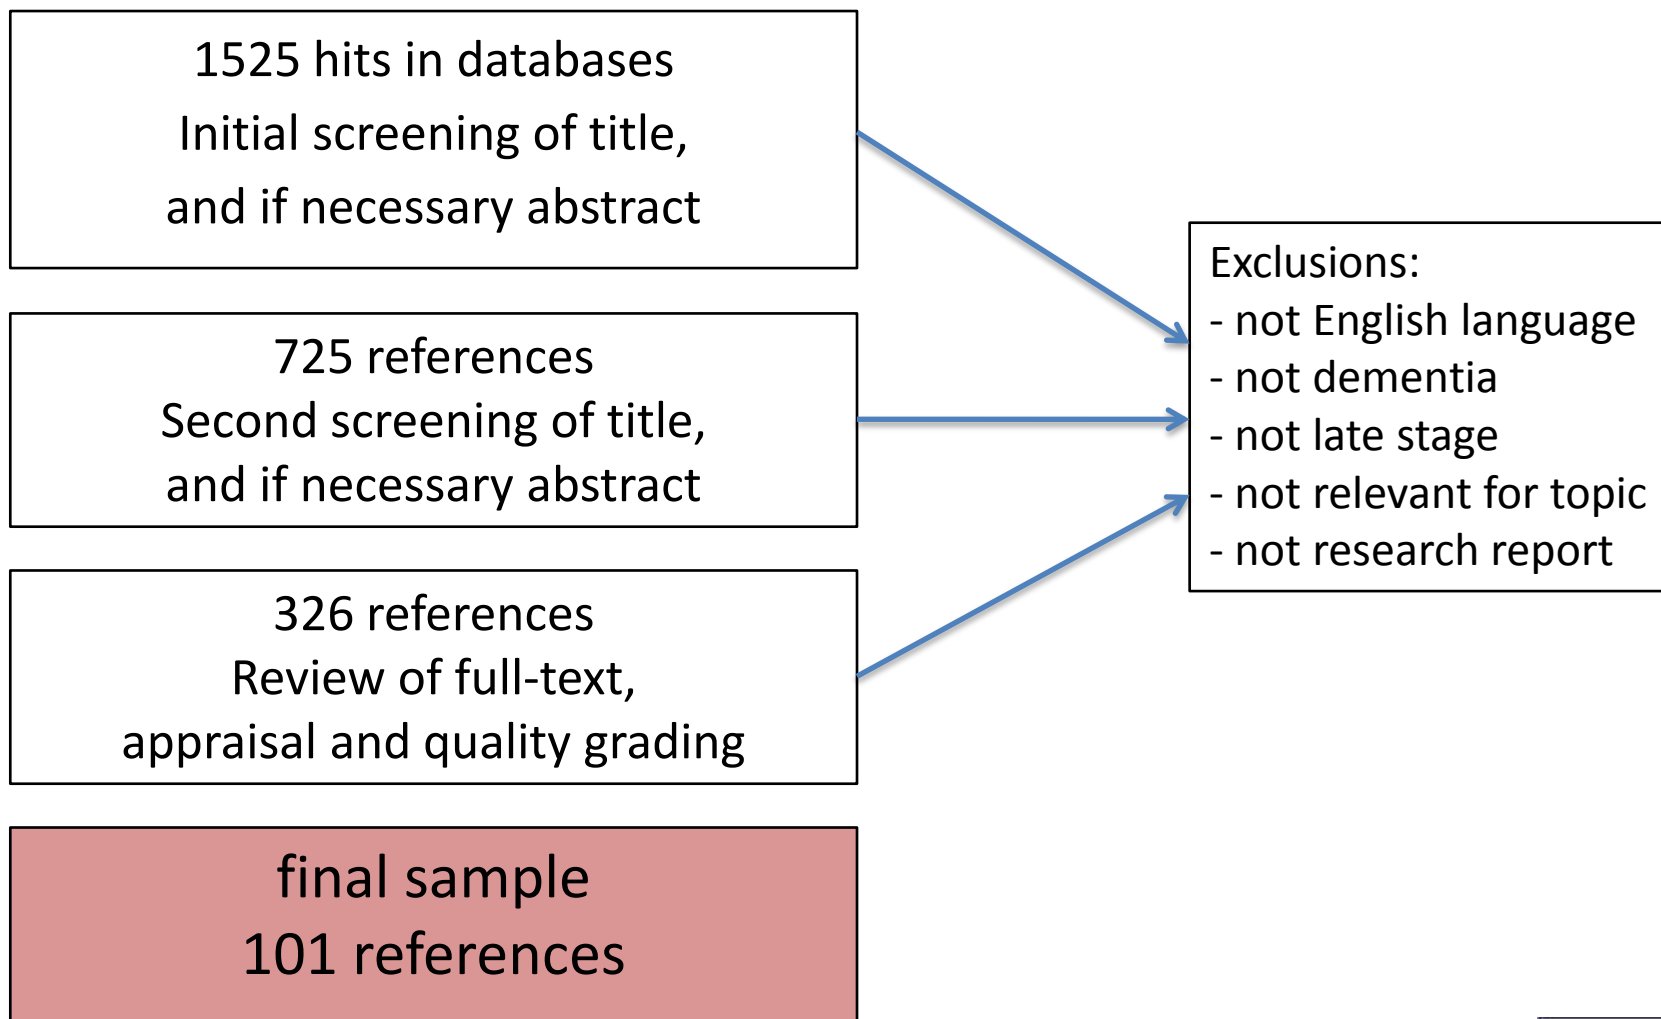 1525 hits in databases
Initial screening of title,
and if necessary abstract
725 references
Second screening of title,
and if necessary abstract
326 references
Review of full-text,
appraisal and quality grading
final sample
101 references
Exclusions:
- not English language
- not dementia
- not late stage
- not relevant for topic
- not research report